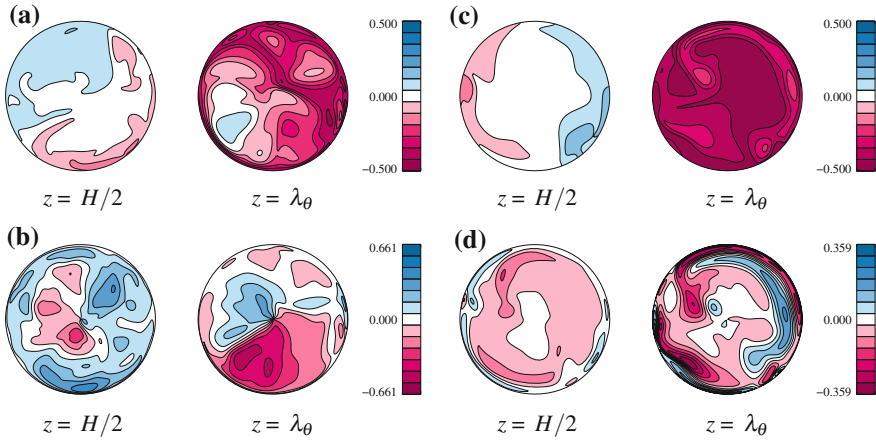 (a)
0.500
0.000
−0.500
z = H/2
z = λθ
(c)
0.500
0.000
−0.500
z = H/2
z = λθ
(b)
0.661
0.000
−0.661
z = H/2
z = λθ
(d)
0.359
0.000
−0.359
z = H/2
z = λθ